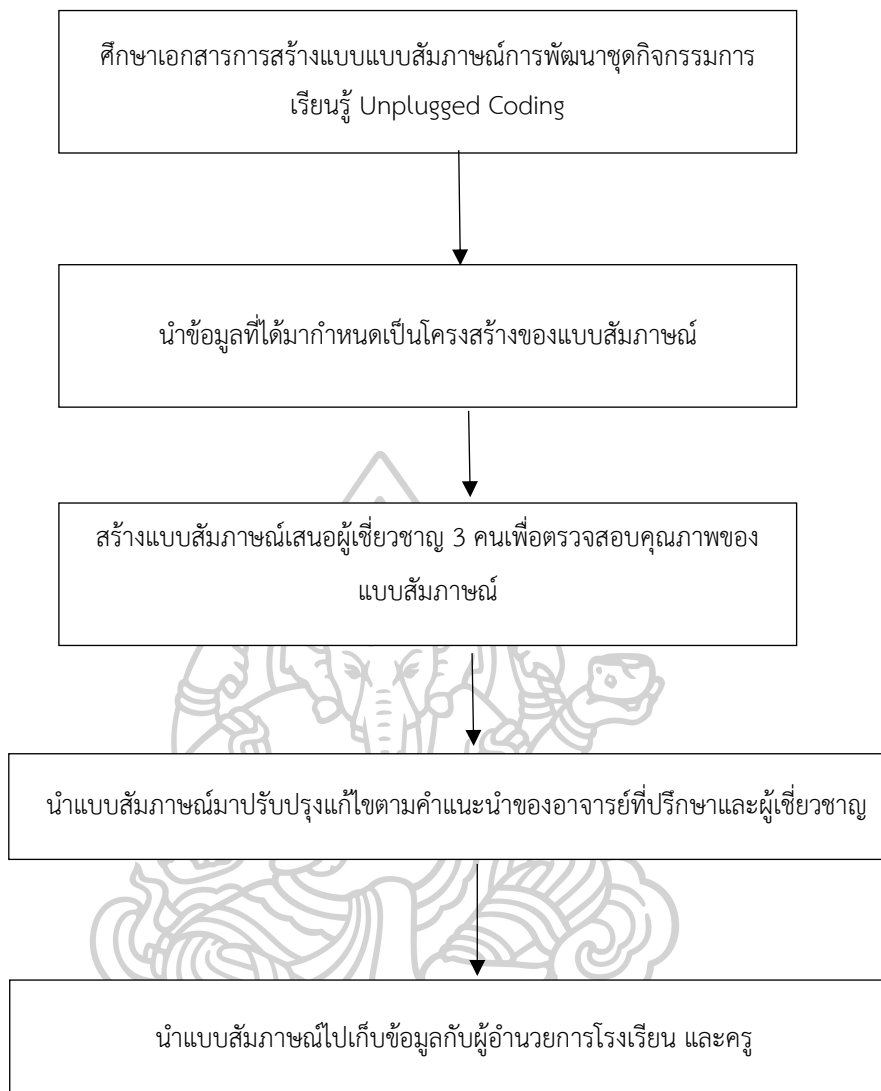 ศึกษาเอกสารการสร้างแบบแบบสัมภาษณ์การพัฒนาชุดกิจกรรมการ
เรียนรู้ Unplugged Coding
นำข้อมูลที่ได้มากำหนดเป็นโครงสร้างของแบบสัมภาษณ์
สร้างแบบสัมภาษณ์เสนอผู้เชี่ยวชาญ 3 คนเพื่อตรวจสอบคุณภาพของ
แบบสัมภาษณ์
นำแบบสัมภาษณ์มาปรับปรุงแก้ไขตามคำแนะนำของอาจารย์ที่ปรึกษาและผู้เชี่ยวชาญ
นำแบบสัมภาษณ์ไปเก็บข้อมูลกับผู้อำนวยการโรงเรียน และครู